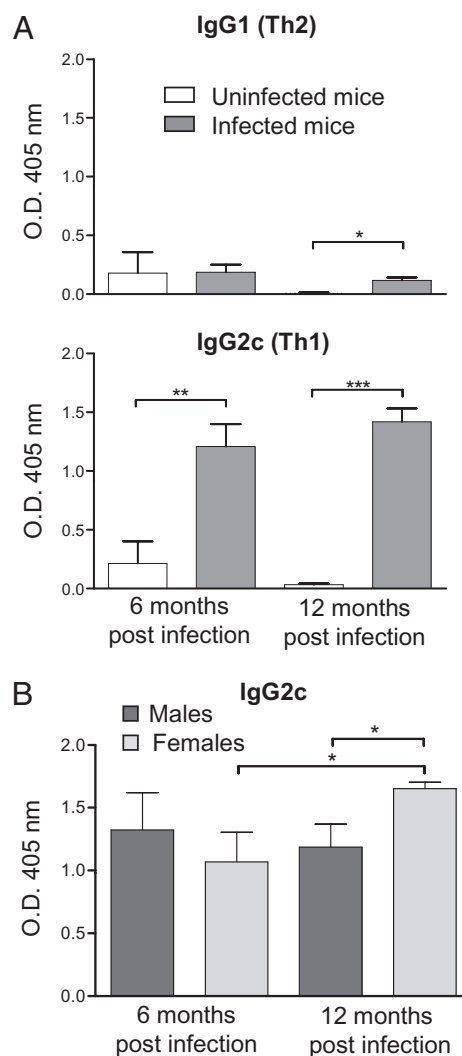 A
IgG1 (Th2)
2.0
1.5
1.0
0.5
0.0
O.D. 405 nm
Uninfected mice
Infected mice
*
IgG2c (Th1)
2.0
1.5
1.0
0.5
0.0
O.D. 405 nm
**
***
6 months
post infection
12 months
post infection
B
IgG2c
Males
Females
2.0
1.5
1.0
0.5
0.0
O.D. 405 nm
*
*
6 months
post infection
12 months
post infection